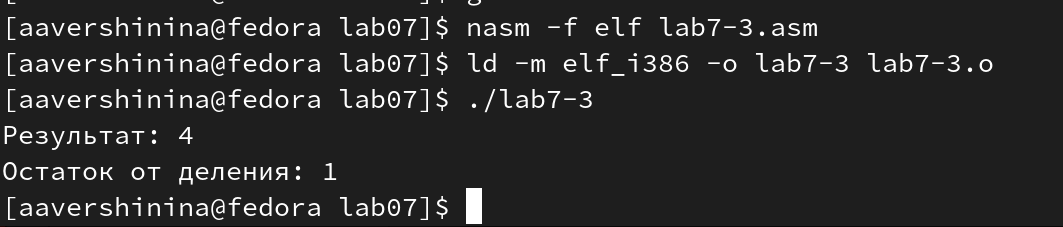 [aavershinina@fedora lab07]$ nasm -f elf lab7-3.asm
[aavershinina@fedora lab07]$ ld -m elf_i386 -o lab7-3 lab7-3.o
[aavershinina@fedora lab07]$ ./lab7-3
Результат: 4
Остаток от деления: 1
[aavershinina@fedora lab07]$